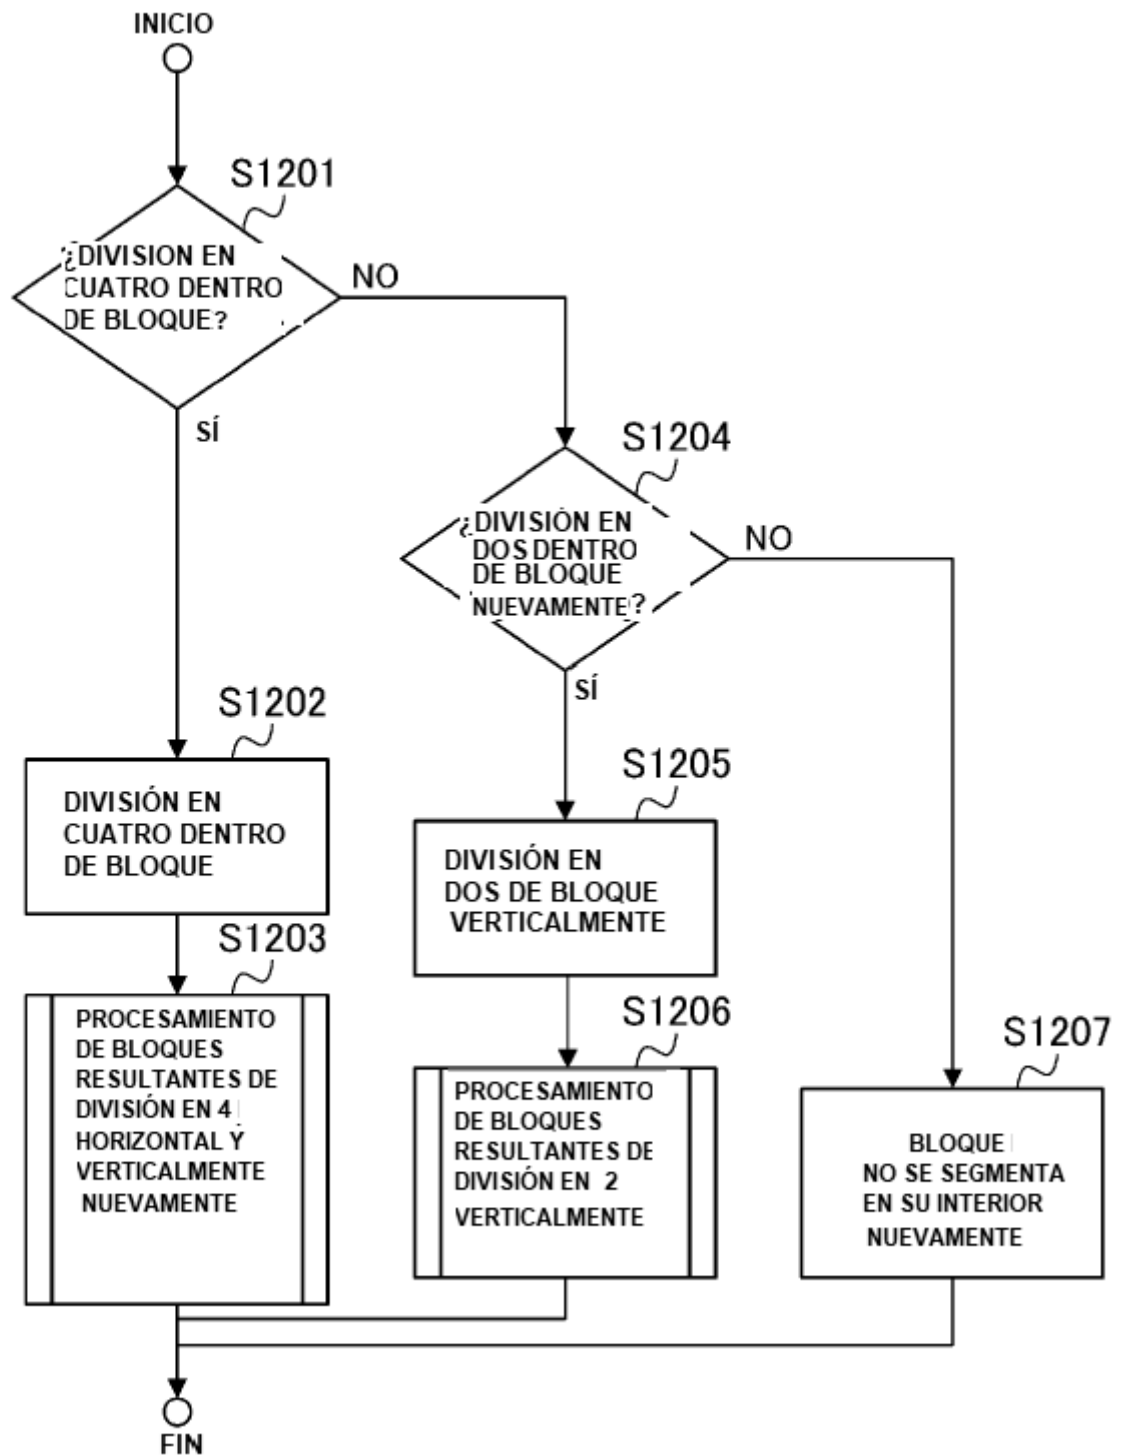 INICIO
S1201
¿DIVISION EN
CUATRO DENTRO
DE BLOQUE?
NO
SÍ
S1204
¿DIVISIÓN EN
DOS DENTRO
DE BLOQUE
NUEVAMENTE?
NO
SÍ
S1202
DIVISIÓN EN
CUATRO DENTRO
DE BLOQUE
S1205
DIVISIÓN EN
DOS DE BLOQUE
VERTICALMENTE
S1203
PROCESAMIENTO
DE BLOQUES
RESULTANTES DE
DIVISIÓN EN 4
HORIZONTAL Y
VERTICALMENTE
NUEVAMENTE
S1206
PROCESAMIENTO
DE BLOQUES
RESULTANTES DE
DIVISIÓN EN 2
VERTICALMENTE
S1207
BLOQUE
NO SE SEGMENTA
EN SU INTERIOR
NUEVAMENTE
FIN